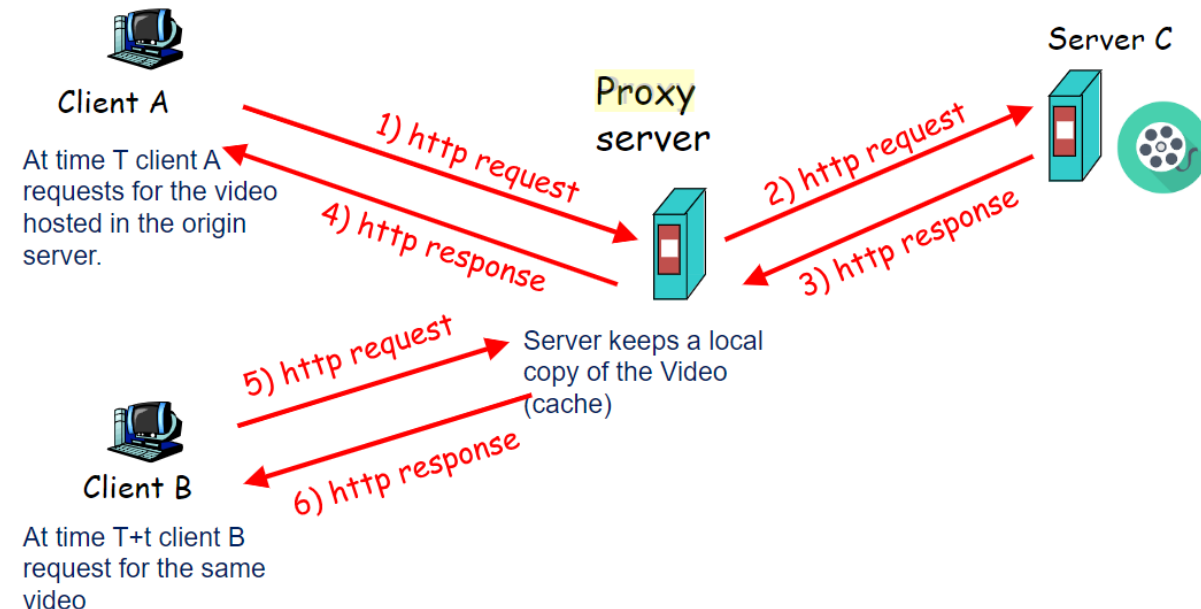 Client A
At time T client A
requests for the video
hosted in the origin
server.
1) http request
4) http response
Proxy
server
2) http request
3) http response
Server C
Server keeps a local
copy of the Video
(cache)
5) http request
6) http response
Client B
At time T+t client B
request for the same
video